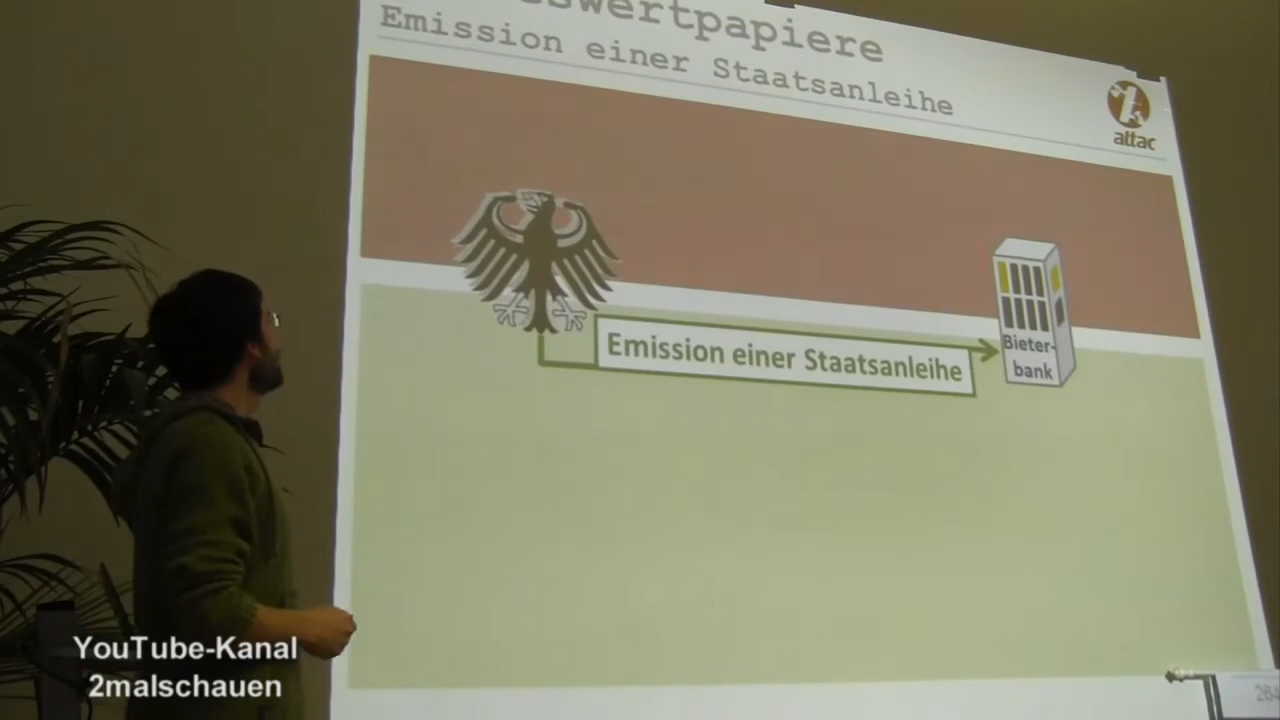 Emission einer Staatsanleihe
attac
Emission einer Staatsanleihe
Bieter-
bank
YouTube-Kanal
2malschauen